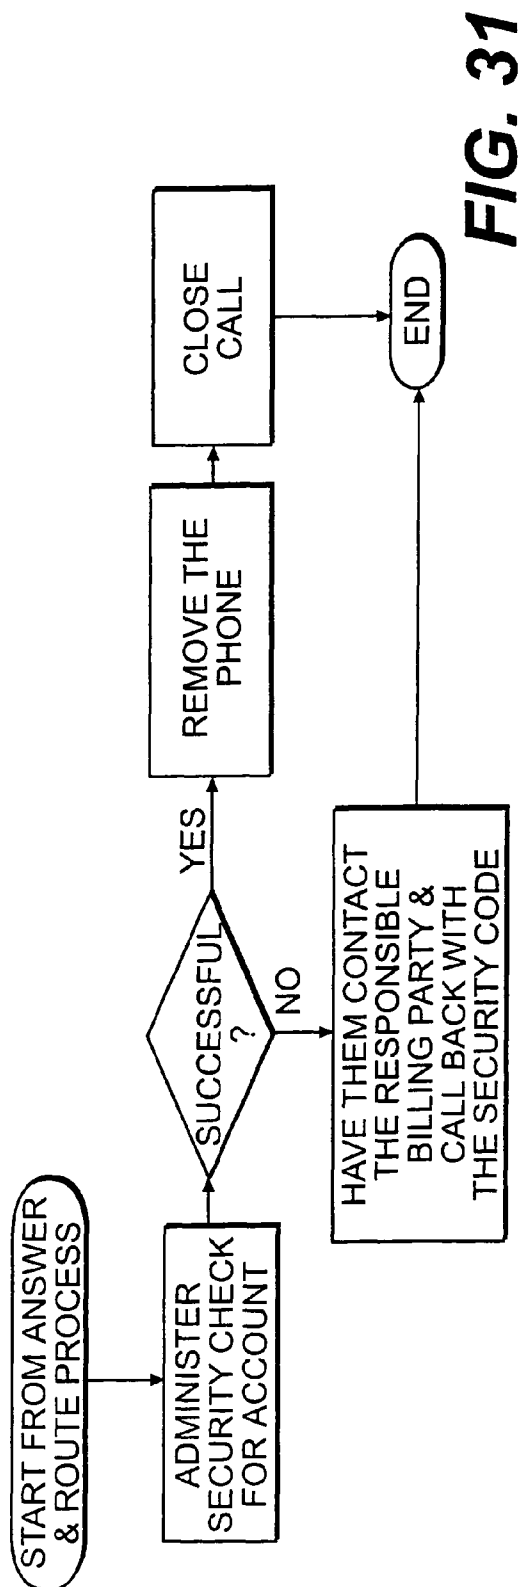 START FROM ANSWER
& ROUTE PROCESS
ADMINISTER
SECURITY CHECK
FOR ACCOUNT
SUCCESSFUL
?
YES
NO
REMOVE THE
PHONE
CLOSE
CALL
HAVE THEM CONTACT
THE RESPONSIBLE
BILLING PARTY &
CALL BACK WITH
THE SECURITY CODE
END
FIG. 31